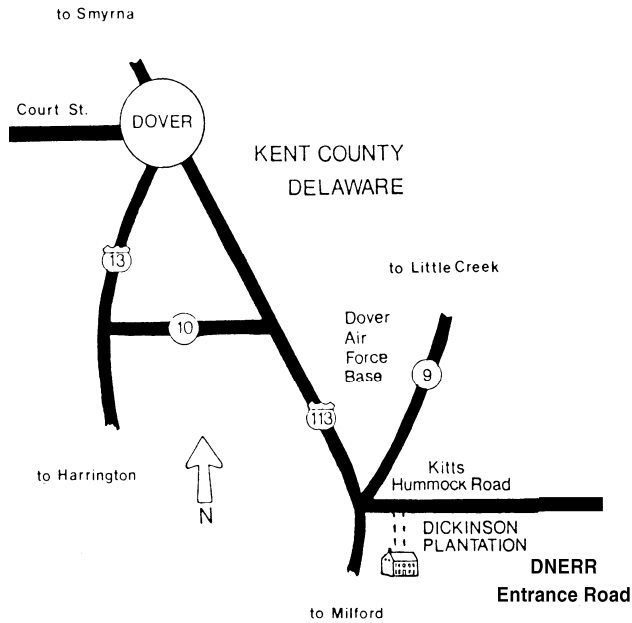 to Smyrna
Court St.
DOVER
KENT COUNTY
DELAWARE
13
to Little Creek
Dover
Air
Force
Base
10
9
113
Kitts
Hummock Road
to Harrington
N
DICKINSON
PLANTATION
DNERR
Entrance Road
to Milford